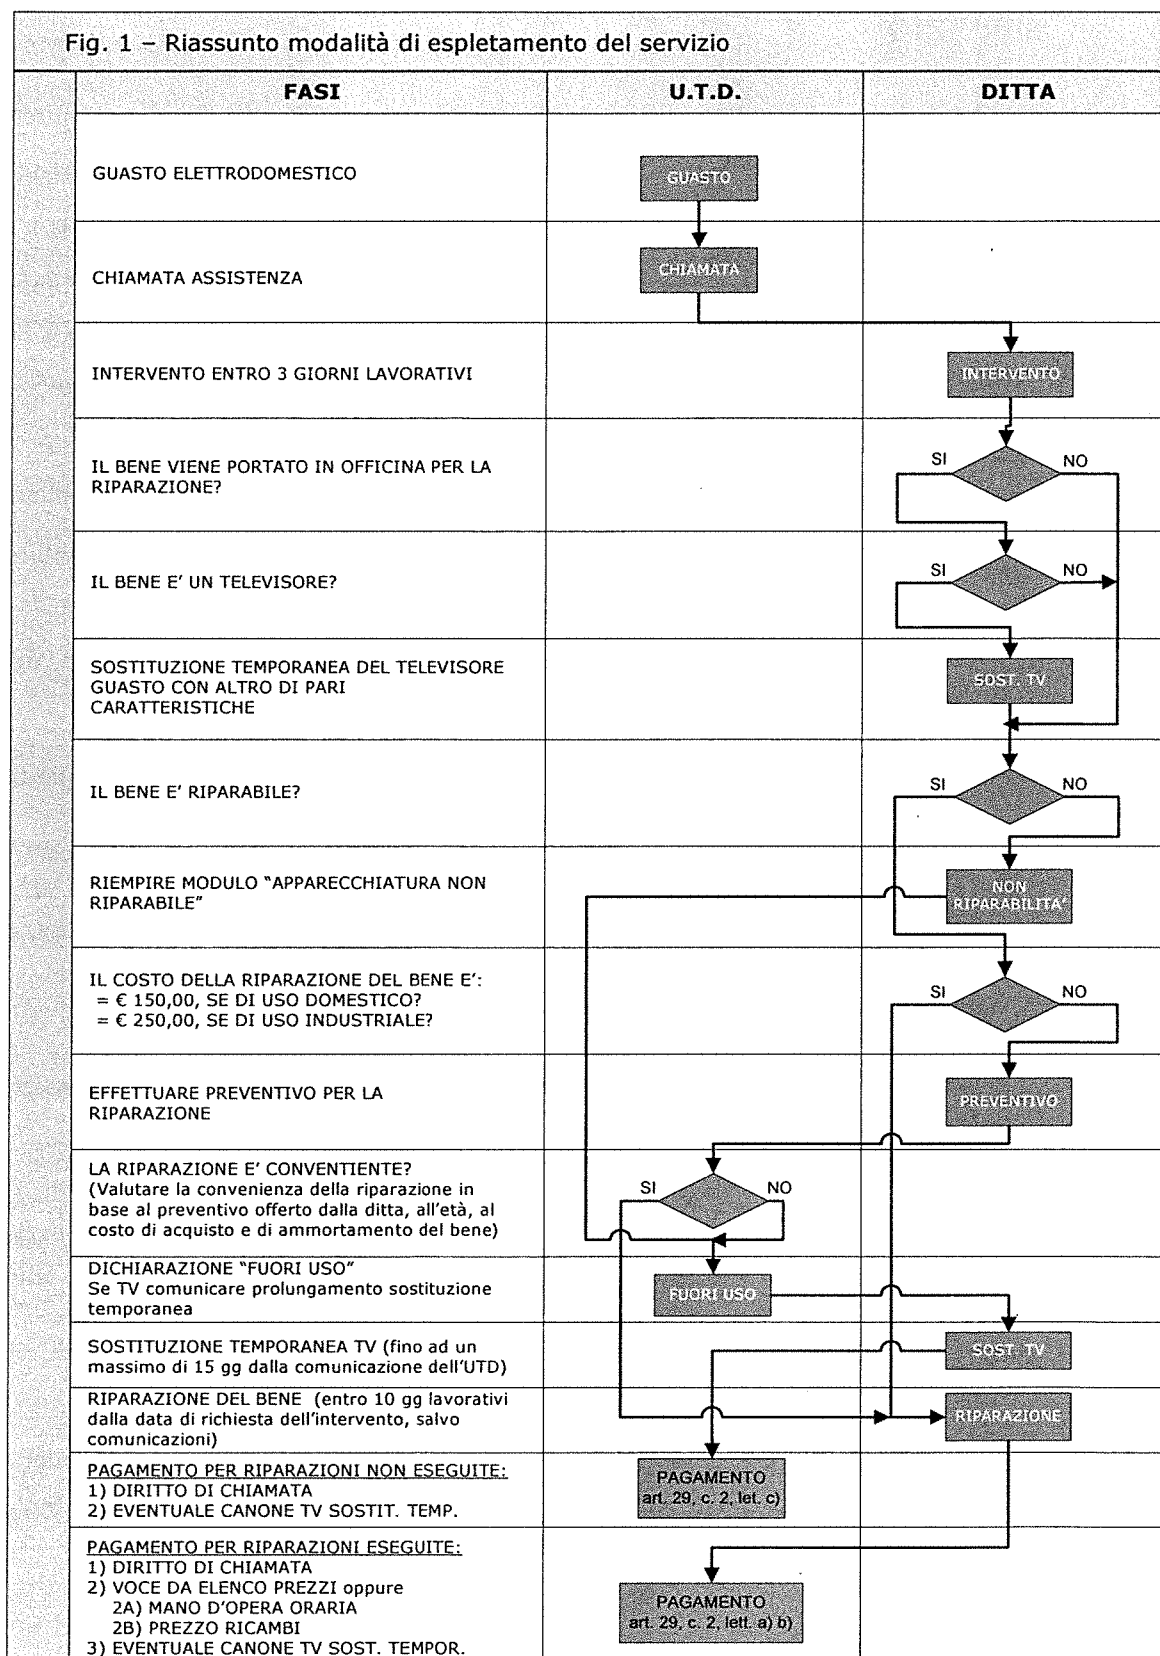 Fig. 1 – Riassunto modalità di espletamento del servizio
FASI
U.T.D.
DITTA
GUASTO ELETTRODOMESTICO
GUASTO
CHIAMATA ASSISTENZA
CHIAMATA
INTERVENTO ENTRO 3 GIORNI LAVORATIVI
INTERVENTO
IL BENE VIENE PORTATO IN OFFICINA PER LA
RIPARAZIONE?
SI
NO
IL BENE E' UN TELEVISORE?
SI
NO
SOSTITUZIONE TEMPORANEA DEL TELEVISORE
GUASTO CON ALTRO DI PARI
CARATTERISTICHE
SOST. TV
IL BENE E' RIPARABILE?
SI
NO
RIEMPIRE MODULO "APPARECCHIATURA NON
RIPARABILE"
NON
RIPARABILITA'
IL COSTO DELLA RIPARAZIONE DEL BENE E':
= € 150,00, SE DI USO DOMESTICO?
= € 250,00, SE DI USO INDUSTRIALE?
SI
NO
EFFETTUARE PREVENTIVO PER LA
RIPARAZIONE
PREVENTIVO
LA RIPARAZIONE E' CONVENTIENTE?
(Valutare la convenienza della riparazione in
base al preventivo offerto dalla ditta, all'età, al
costo di acquisto e di ammortamento del bene)
SI
NO
DICHIARAZIONE "FUORI USO"
Se TV comunicare prolungamento sostituzione
temporanea
FUORI USO
SOSTITUZIONE TEMPORANEA TV (fino ad un
massimo di 15 gg dalla comunicazione dell'UTD)
SOST. TV
RIPARAZIONE DEL BENE (entro 10 gg lavorativi
dalla data di richiesta dell'intervento, salvo
comunicazioni)
RIPARAZIONE
PAGAMENTO PER RIPARAZIONI NON ESEGUITE:
1) DIRITTO DI CHIAMATA
2) EVENTUALE CANONE TV SOSTIT. TEMP.
PAGAMENTO
art. 29, c. 2, let. c)
PAGAMENTO PER RIPARAZIONI ESEGUITE:
1) DIRITTO DI CHIAMATA
2) VOCE DA ELENCO PREZZI oppure
2A) MANO D'OPERA ORARIA
2B) PREZZO RICAMBI
3) EVENTUALE CANONE TV SOST. TEMPOR.
PAGAMENTO
art. 29, c. 2, lett. a) b)